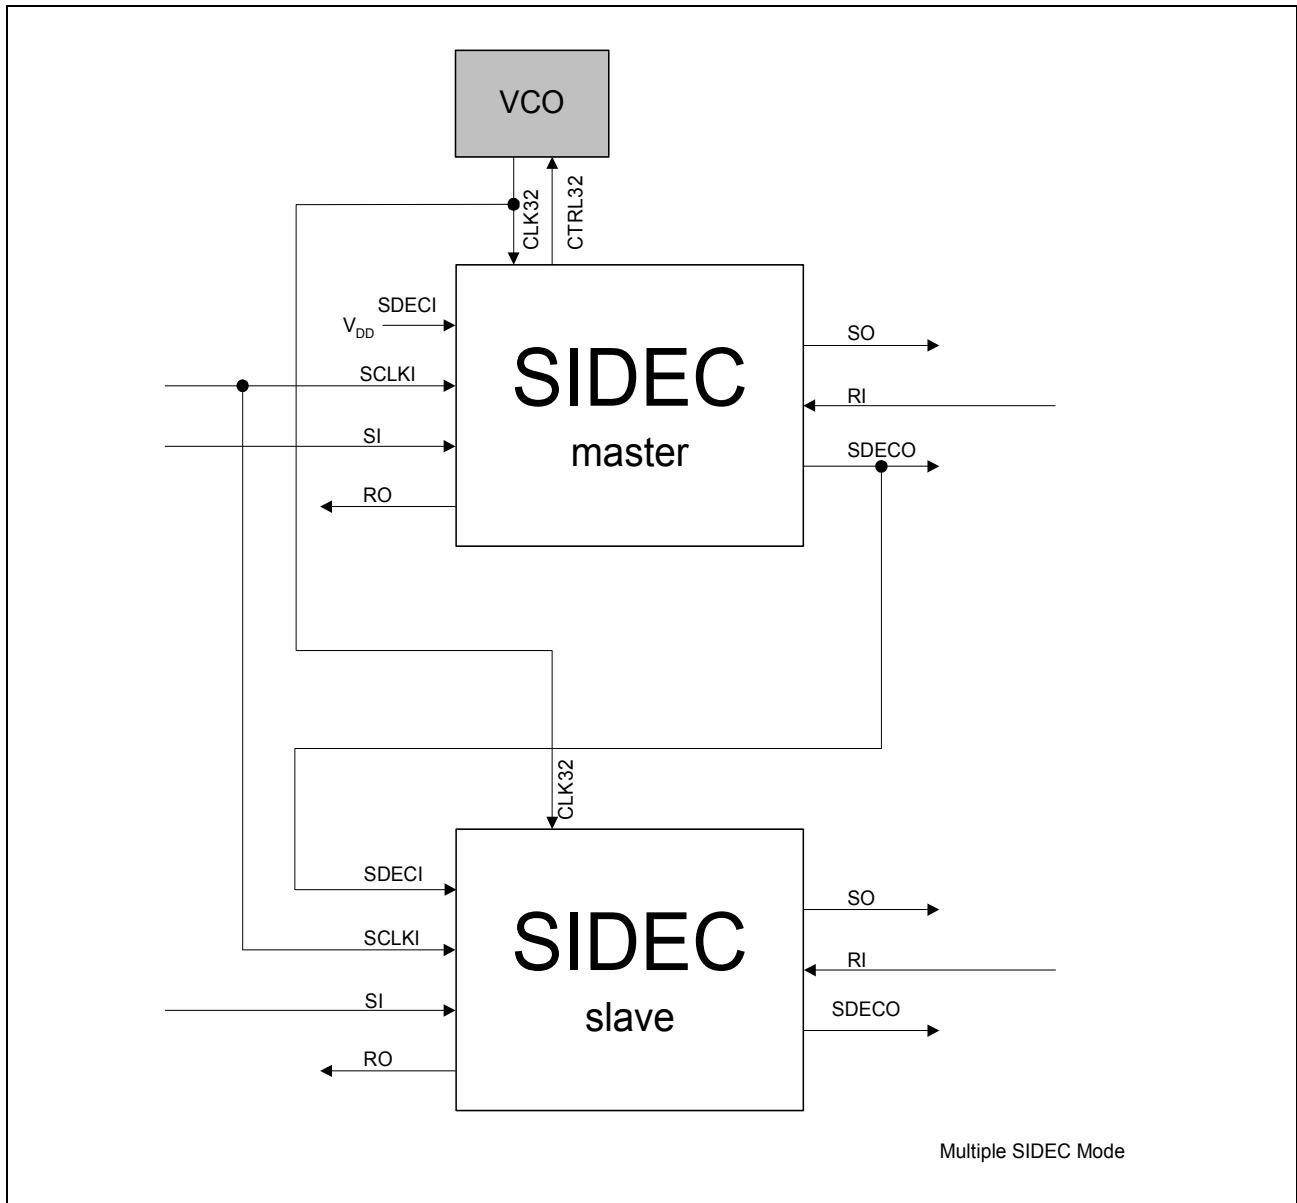 VCO
CLK32
CTRL32
SDECI
VDD
SCLKI
SI
RO
SIDEC
master
SO
RI
SDECO
CLK32
SDECI
SCLKI
SI
RO
SIDEC
slave
SO
RI
SDECO
Multiple SIDEC Mode